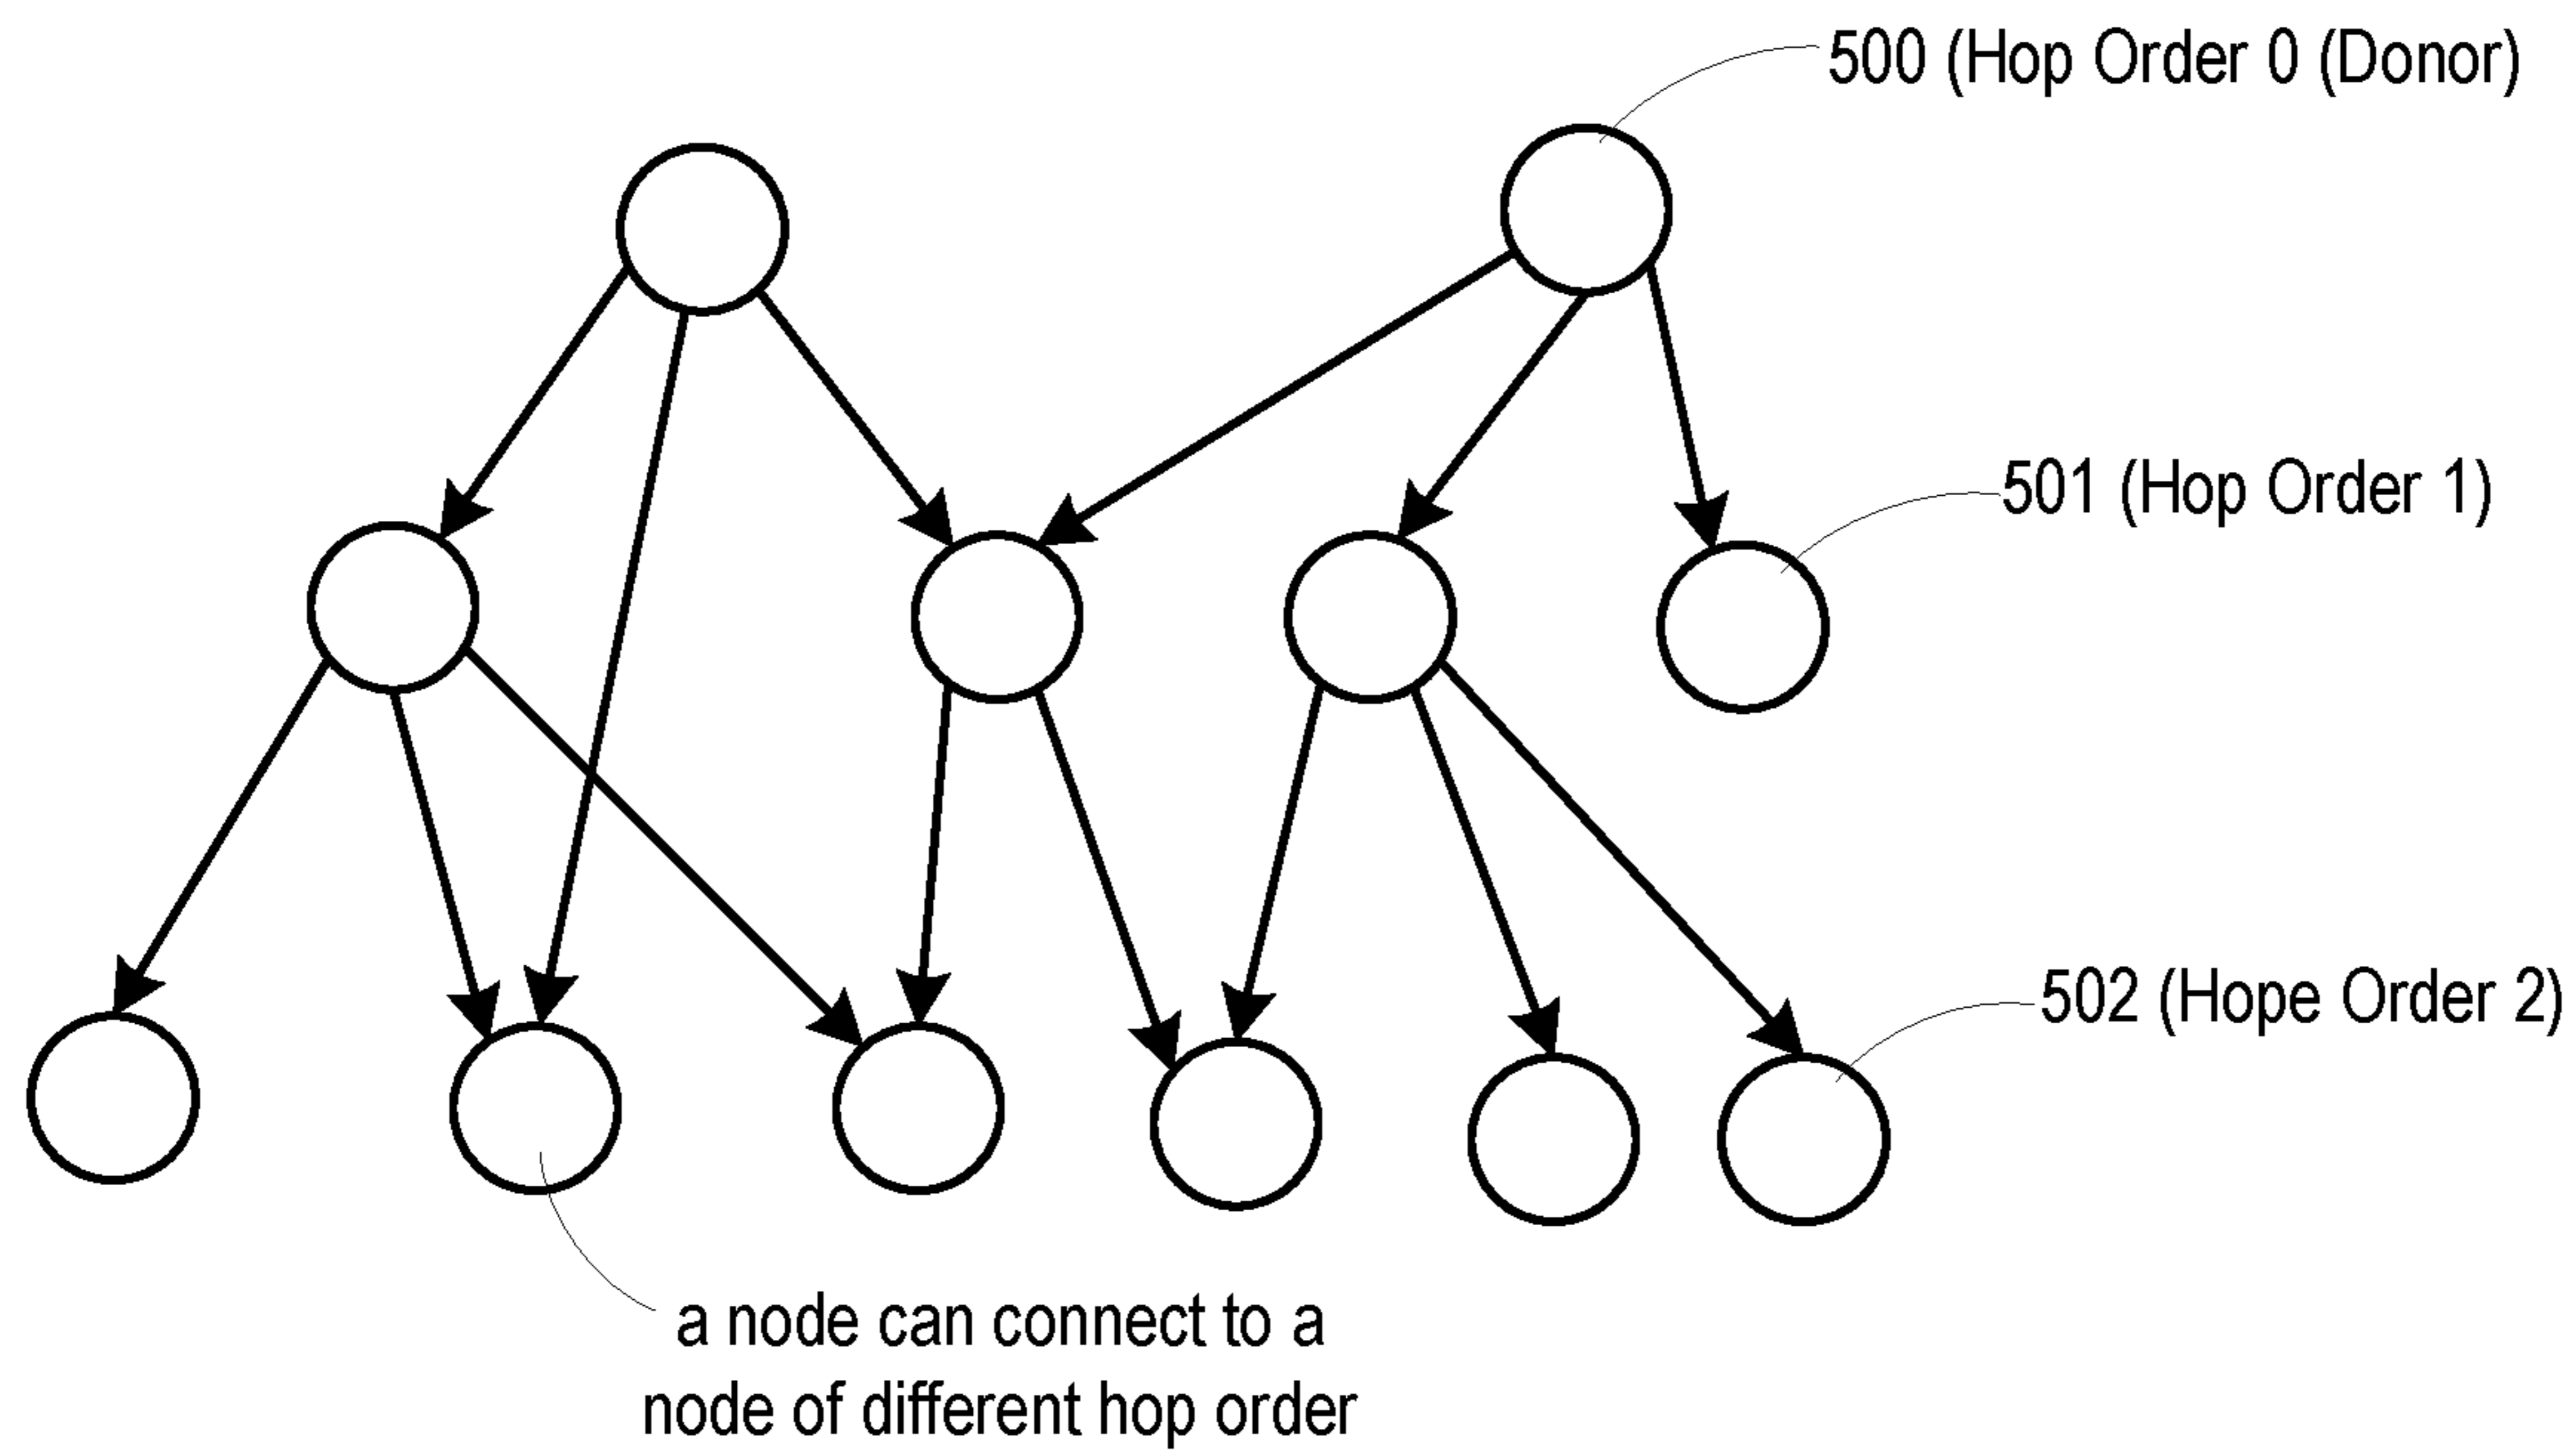 500 (Hop Order 0 (Donor)
501 (Hop Order 1)
502 (Hope Order 2)
a node can connect to a
node of different hop order